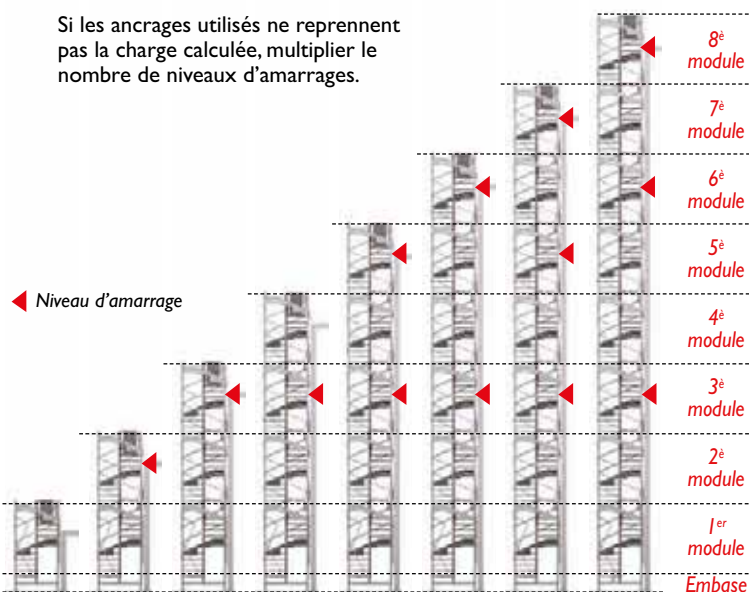 Si les ancrages utilisés ne reprennent
pas la charge calculée, multiplier le
nombre de niveaux d’amarrages.
8è
module
7è
module
6è
module
5è
module
Niveau d’amarrage
4è
module
3è
module
2è
module
1er
module
Embase